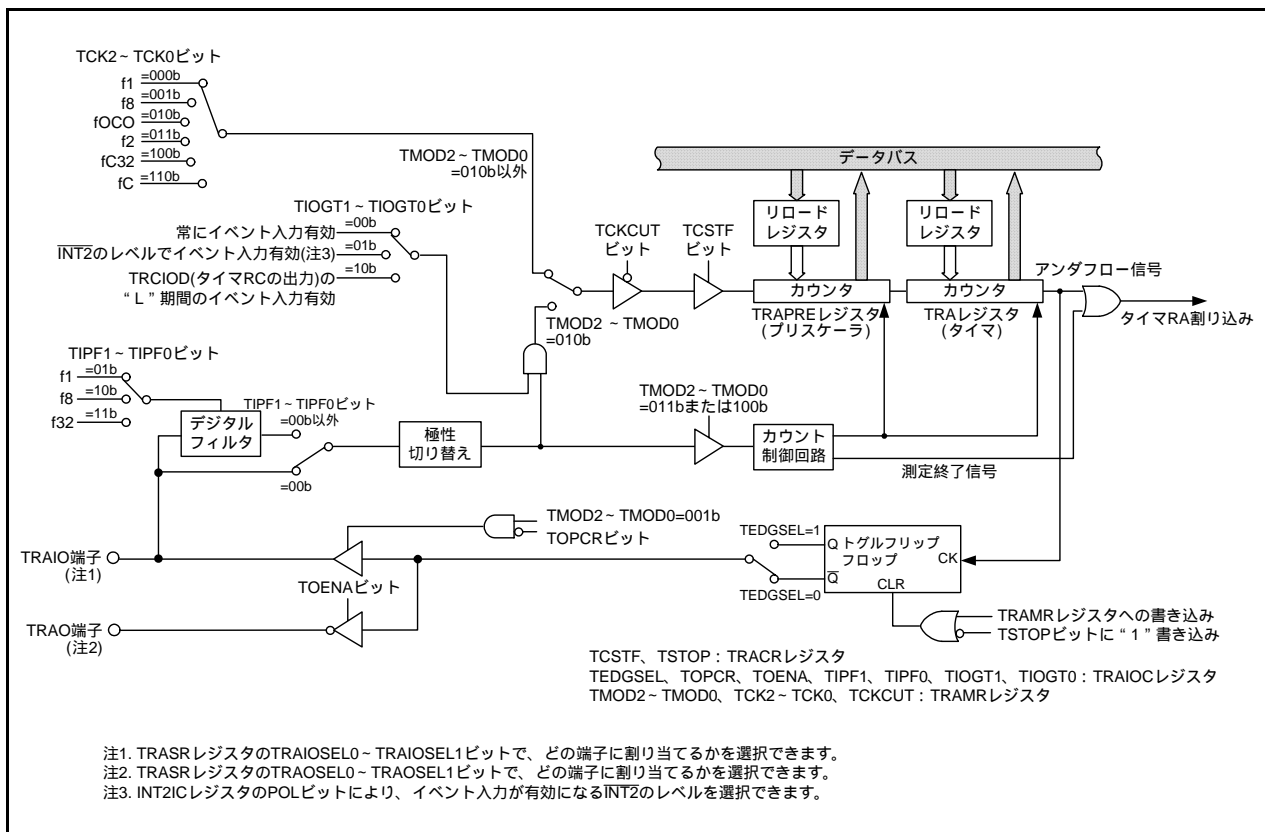 TCK2～TCK0ビット
f1 =000b
f8 =001b
fOCO =010b
f2 =011b
fC32 =100b
fC =110b
TMOD2～TMOD0
=010b以外
TIOGT1～TIOGT0ビット
常にイベント入力有効 =00b
INT2のレベルでイベント入力有効(注3) =01b
TRCIOD(タイマRCの出力)の =10b
“L”期間のイベント入力有効
TMOD2～TMOD0
=010b
TCKCUT
ビット
TCSTF
ビット
データバス
リロード
レジスタ
リロード
レジスタ
カウンタ
カウンタ
TRAPREレジスタ
(プリスケーラ)
TRAレジスタ
(タイマ)
アンダフロー信号
タイマRA割り込み
TIPF1～TIPF0ビット
f1 =01b
f8 =10b
f32 =11b
デジタル
フィルタ
TIPF1～TIPF0ビット
=00b以外
=00b
極性
切り替え
TMOD2～TMOD0
=011bまたは100b
カウント
制御回路
測定終了信号
TMOD2～TMOD0=001b
TOPCRビット
TRAIO端子
(注1)
TOENAビット
TRAO端子
(注2)
TEDGSEL=1
TEDGSEL=0
Q トグルフリップ
フロップ
CK
Q
CLR
TRAMRレジスタへの書き込み
TSTOPビットに“1”書き込み
TCSTF、TSTOP：TRACRレジスタ
TEDGSEL、TOPCR、TOENA、TIPF1、TIPF0、TIOGT1、TIOGT0：TRAIOCレジスタ
TMOD2～TMOD0、TCK2～TCK0、TCKCUT：TRAMRレジスタ
注1. TRASRレジスタのTRAIOSEL0～TRAIOSEL1ビットで、どの端子に割り当てるかを選択できます。
注2. TRASRレジスタのTRAOSEL0～TRAOSEL1ビットで、どの端子に割り当てるかを選択できます。
注3. INT2ICレジスタのPOLビットにより、イベント入力が有効になるINT2のレベルを選択できます。